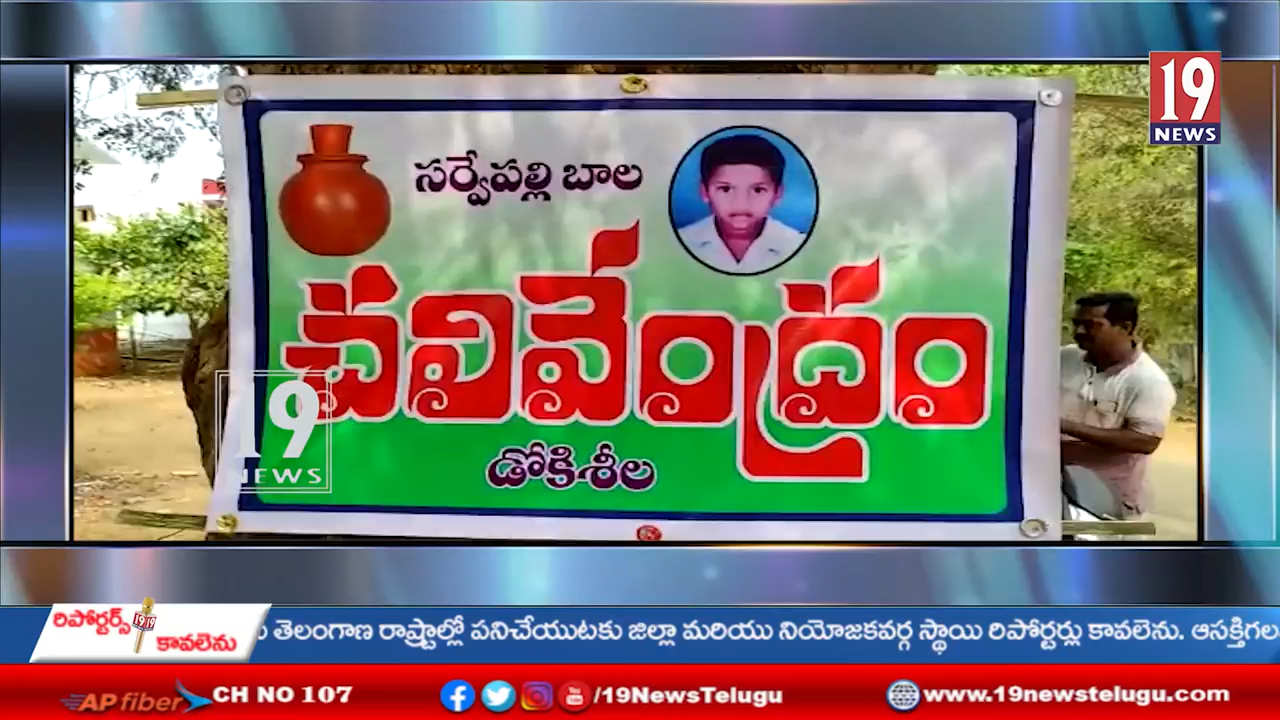 19
NEWS
సర్వేపల్లి బాల
చలివేంద్రం
డోకిశీల
19
NEWS
రిపోర్టర్స్
కావలెను
తెలంగాణ రాష్ట్రాల్లో పనిచేయుటకు జిల్లా మరియు నియోజకవర్గ స్థాయి రిపోర్టర్లు కావలెను. ఆసక్తిగల
AP fiber CH NO 107
/19NewsTelugu
www.19newstelugu.com